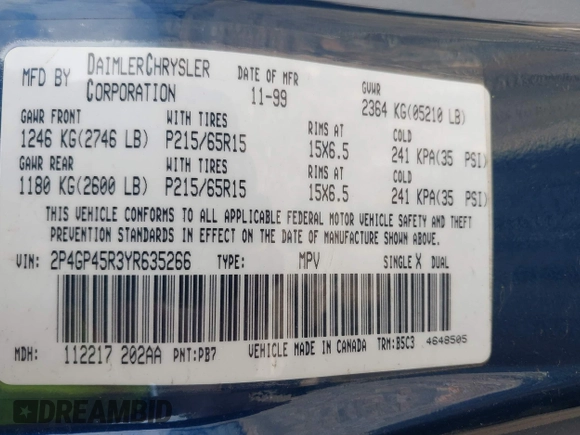 MFD BY DAIMLERCHRYSLER CORPORATION DATE OF MFR 11-99 GVWR 2364 KG(05210 LB)
GAWR FRONT WITH TIRES RIMS AT COLD
1246 KG(2746 LB) P215/65R15 15X6.5 241 KPA(35 PSI)
GAWR REAR WITH TIRES RIMS AT COLD
1180 KG(2600 LB) P215/65R15 15X6.5 241 KPA(35 PSI)
THIS VEHICLE CONFORMS TO ALL APPLICABLE FEDERAL MOTOR VEHICLE SAFETY AND THEFT
PREVENTION STANDARDS IN EFFECT ON THE DATE OF MANUFACTURE SHOWN ABOVE.
VIN: 2P4GP45R3YR635266 TYPE: MPV SINGLE X DUAL
MDH: 112217 202AA PNT:PB7 VEHICLE MADE IN CANADA TRM:B5C3 4648505
DREAMBID